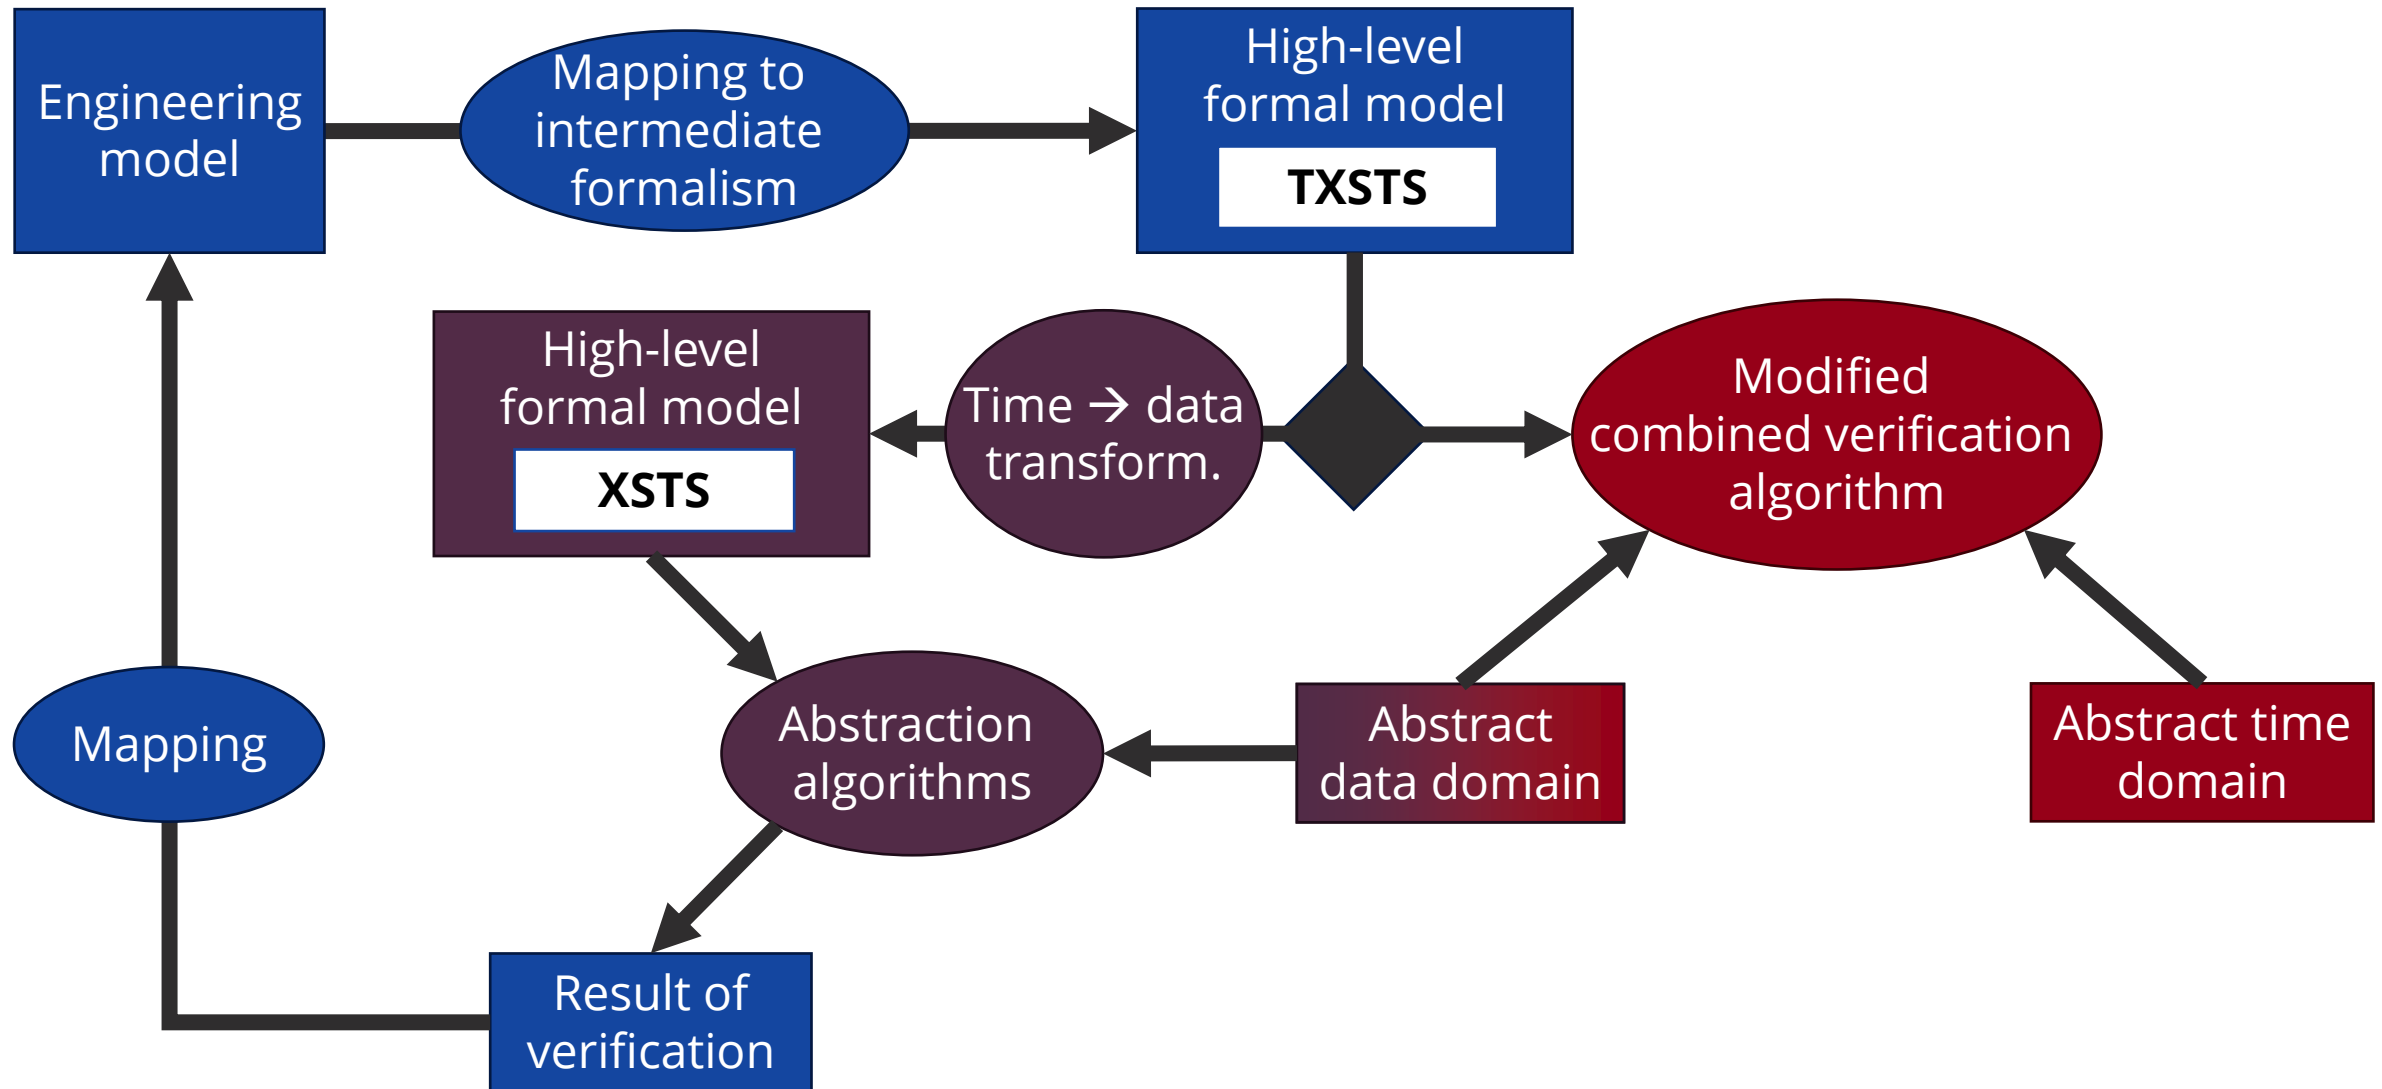 Engineering
model
Mapping to
intermediate
formalism
High-level
formal model
TXSTS
High-level
formal model
XSTS
Time → data
transform.
Modified
combined verification
algorithm
Mapping
Abstraction
algorithms
Abstract
data domain
Abstract time
domain
Result of
verification